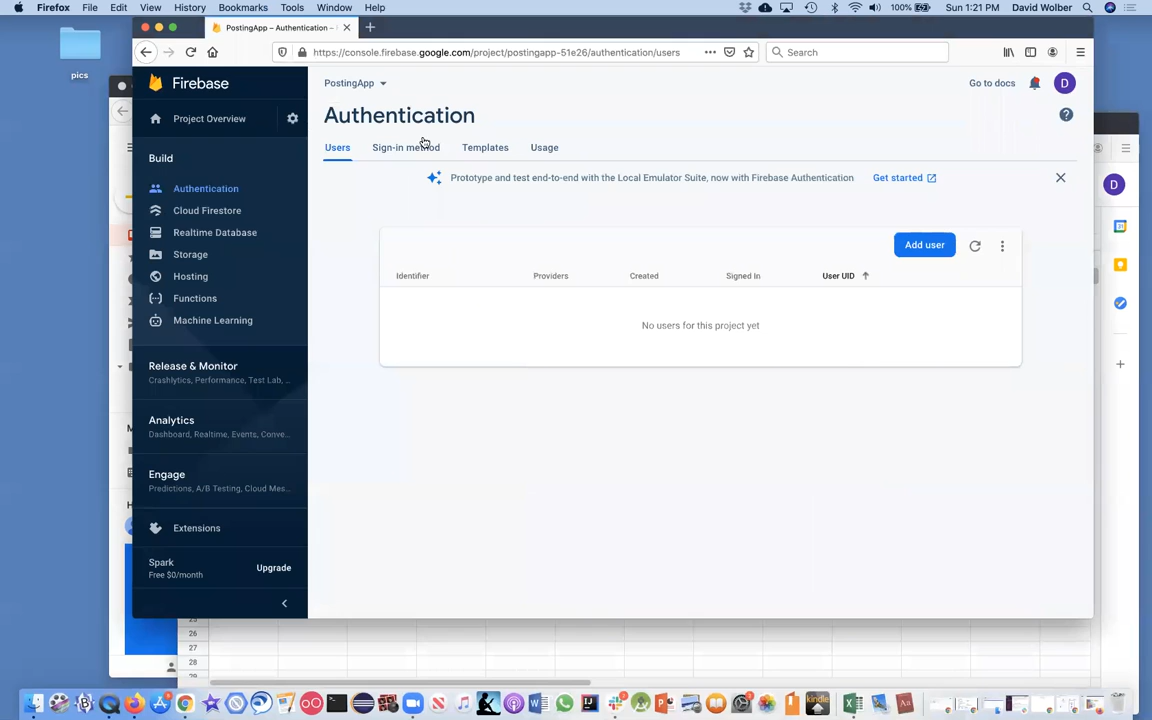 Firefox File Edit View History Bookmarks Tools Window Help 100% Sun 1:21 PM David Wolber
pics
PostingApp – Authentication –
https://console.firebase.google.com/project/postingapp-51e26/authentication/users
Search
Firebase
PostingApp
Go to docs
D
Project Overview
Authentication
Build
Users Sign-in method Templates Usage
Prototype and test end-to-end with the Local Emulator Suite, now with Firebase Authentication Get started
Authentication
Cloud Firestore
Realtime Database
Storage
Hosting
Functions
Machine Learning
Add user
Identifier Providers Created Signed In User UID
No users for this project yet
Release & Monitor
Crashlytics, Performance, Test Lab, ...
Analytics
Dashboard, Realtime, Events, Conve...
Engage
Predictions, A/B Testing, Cloud Mes...
Extensions
Spark
Free $0/month
Upgrade
D
26
27
28